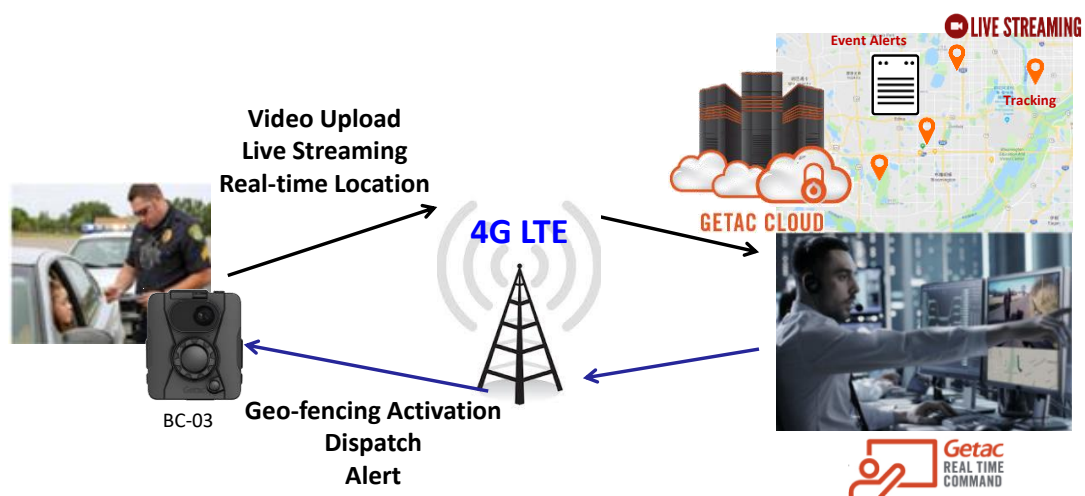 LIVE STREAMING
Event Alerts
Tracking
Video Upload
Live Streaming
Real-time Location
4G LTE
GETAC CLOUD
Getac
BC-03
Geo-fencing Activation
Dispatch
Alert
Getac
REAL TIME
COMMAND